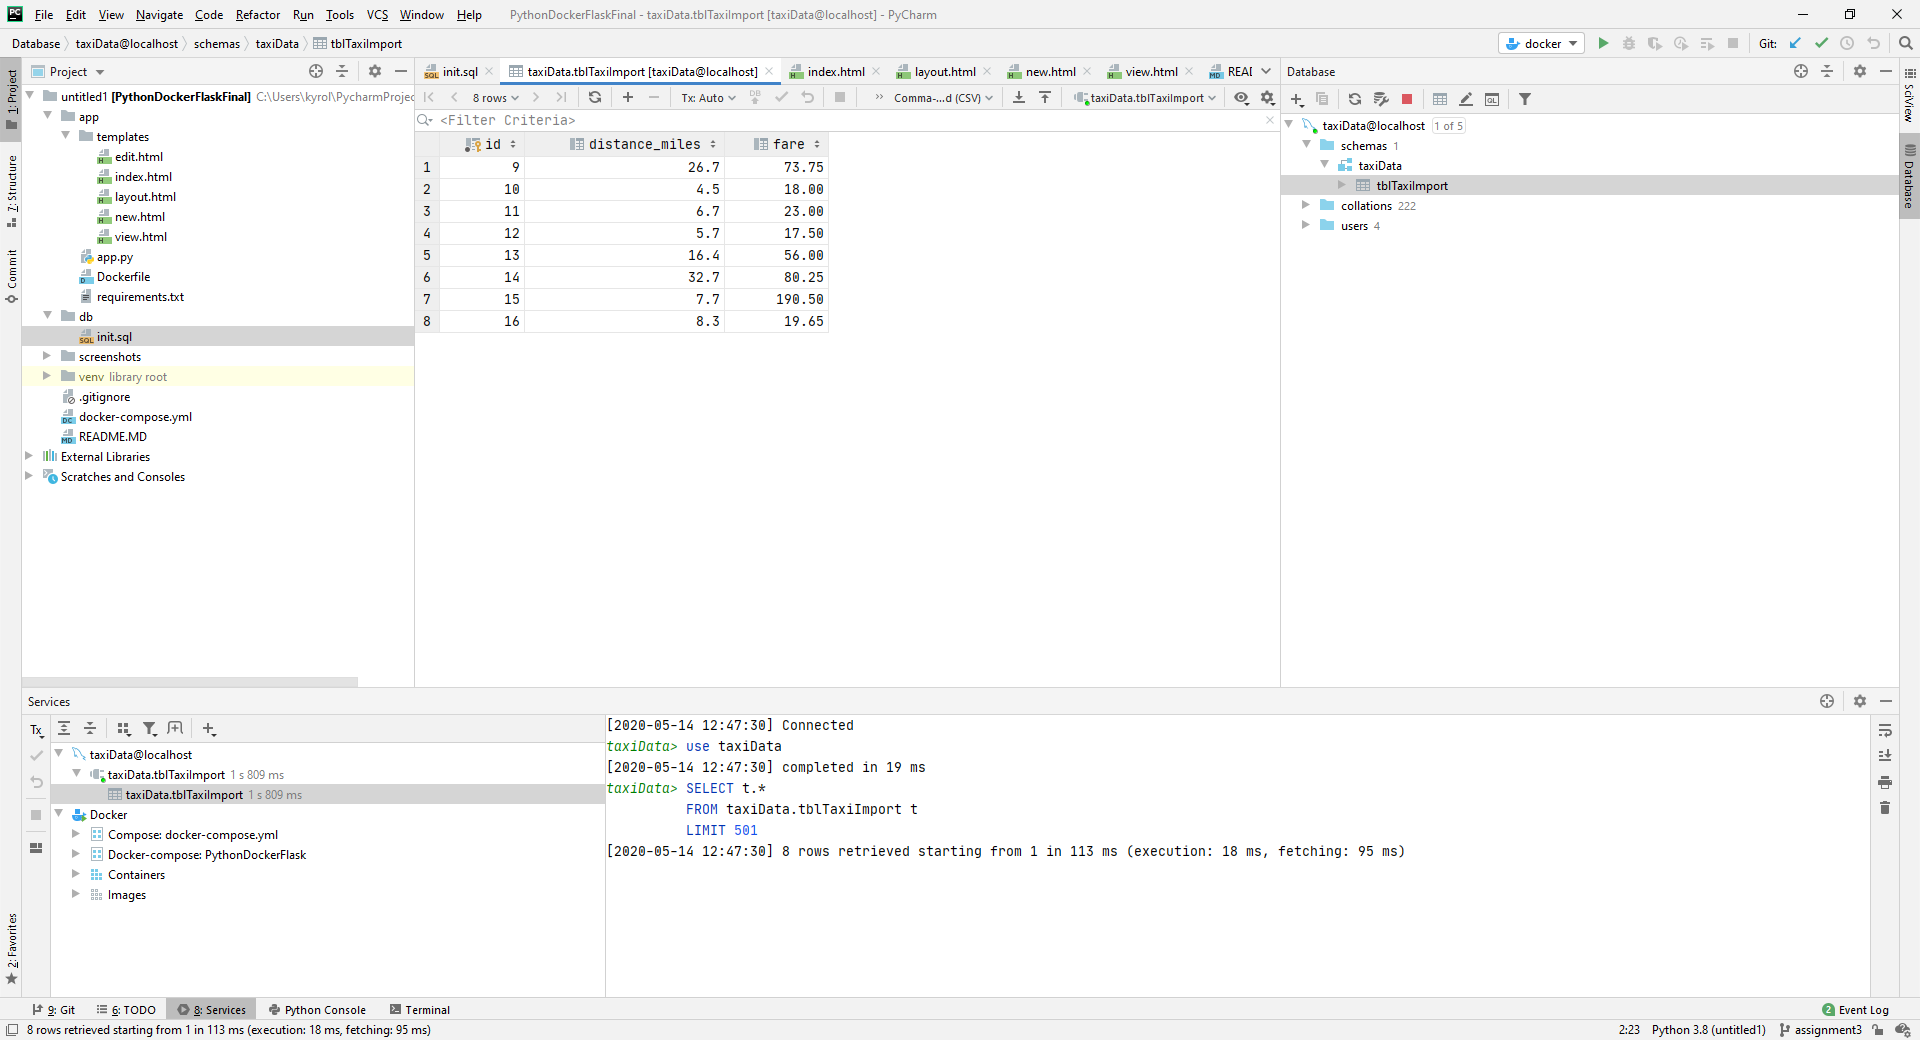 PC File Edit View Navigate Code Refactor Run Tools VCS Window Help PythonDockerFlaskFinal - taxiData.tblTaxiImport [taxiData@localhost] - PyCharm
Database taxiData@localhost schemas taxiData tblTaxiImport docker Git:
Project
init.sql taxiData.tblTaxiImport [taxiData@localhost] index.html layout.html new.html view.html READ
Database
1: Project
7: Structure
Commit
2: Favorites
SciView
Database
untitled1 [PythonDockerFlaskFinal] C:\Users\kyrol\PycharmProjec
app
templates
edit.html
index.html
layout.html
new.html
view.html
app.py
Dockerfile
requirements.txt
db
init.sql
screenshots
venv library root
.gitignore
docker-compose.yml
README.MD
External Libraries
Scratches and Consoles
8 rows Tx: Auto DB Comma-...d (CSV) taxiData.tblTaxiImport
<Filter Criteria>
id distance_miles fare
1 9 26.7 73.75
2 10 4.5 18.00
3 11 6.7 23.00
4 12 5.7 17.50
5 13 16.4 56.00
6 14 32.7 80.25
7 15 7.7 190.50
8 16 8.3 19.65
QL
taxiData@localhost 1 of 5
schemas 1
taxiData
tblTaxiImport
collations 222
users 4
Services
Tx
taxiData@localhost
taxiData.tblTaxiImport 1 s 809 ms
taxiData.tblTaxiImport 1 s 809 ms
Docker
Compose: docker-compose.yml
Docker-compose: PythonDockerFlask
Containers
Images
[2020-05-14 12:47:30] Connected
taxiData> use taxiData
[2020-05-14 12:47:30] completed in 19 ms
taxiData> SELECT t.*
FROM taxiData.tblTaxiImport t
LIMIT 501
[2020-05-14 12:47:30] 8 rows retrieved starting from 1 in 113 ms (execution: 18 ms, fetching: 95 ms)
9: Git 6: TODO 8: Services Python Console Terminal 2 Event Log
8 rows retrieved starting from 1 in 113 ms (execution: 18 ms, fetching: 95 ms) 2:23 Python 3.8 (untitled1) assignment3